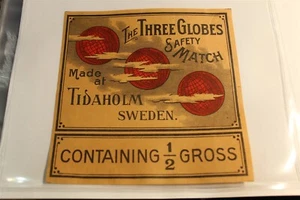 THE THREE GLOBES
SAFETY
MATCH
Made
at
TIDAHOLM
SWEDEN.
CONTAINING 1/2 GROSS